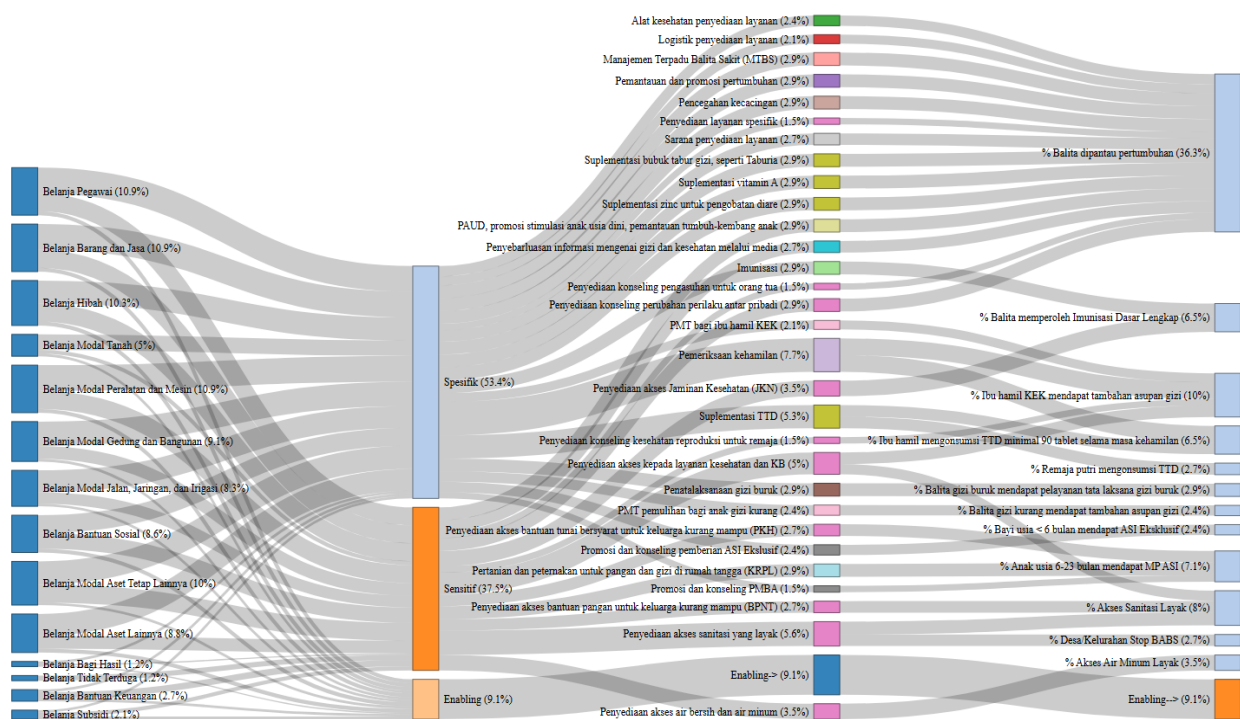 Belanja Pegawai (10.9%)
Belanja Barang dan Jasa (10.9%)
Belanja Hibah (10.3%)
Belanja Modal Tanah (5%)
Belanja Modal Peralatan dan Mesin (10.9%)
Belanja Modal Gedung dan Bangunan (9.1%)
Belanja Modal Jalan, Jaringan, dan Irigasi (8.3%)
Belanja Bantuan Sosial (8.6%)
Belanja Modal Aset Tetap Lainnya (10%)
Belanja Modal Aset Lainnya (8.8%)
Belanja Bagi Hasil (1.2%)
Belanja Tidak Terduga (1.2%)
Belanja Bantuan Keuangan (2.7%)
Belanja Subsidi (2.1%)
Spesifik (53.4%)
Sensitif (37.5%)
Enabling (9.1%)
Alat kesehatan penyediaan layanan (2.4%)
Logistik penyediaan layanan (2.1%)
Manajemen Terpadu Balita Sakit (MTBS) (2.9%)
Pemantauan dan promosi pertumbuhan (2.9%)
Pencegahan kecacingan (2.9%)
Penyediaan layanan spesifik (1.5%)
Sarana penyediaan layanan (2.7%)
Suplementasi bubuk tabur gizi, seperti Taburia (2.9%)
Suplementasi vitamin A (2.9%)
Suplementasi zinc untuk pengobatan diare (2.9%)
PAUD, promosi stimulasi anak usia dini, pemantauan tumbuh-kembang anak (2.9%)
Penyebarluasan informasi mengenai gizi dan kesehatan melalui media (2.7%)
Imunisasi (2.9%)
Penyediaan konseling pengasuhan untuk orang tua (1.5%)
Penyediaan konseling perubahan perilaku antar pribadi (2.9%)
PMT bagi ibu hamil KEK (2.1%)
Pemeriksaan kehamilan (7.7%)
Penyediaan akses Jaminan Kesehatan (JKN) (3.5%)
Suplementasi TTD (5.3%)
Penyediaan konseling kesehatan reproduksi untuk remaja (1.5%)
Penyediaan akses kepada layanan kesehatan dan KB (5%)
Penatalaksanaan gizi buruk (2.9%)
PMT pemulihan bagi anak gizi kurang (2.4%)
Penyediaan akses bantuan tunai bersyarat untuk keluarga kurang mampu (PKH) (2.7%)
Promosi dan konseling pemberian ASI Ekslusif (2.4%)
Pertanian dan peternakan untuk pangan dan gizi di rumah tangga (KRPL) (2.9%)
Promosi dan konseling PMBA (1.5%)
Penyediaan akses bantuan pangan untuk keluarga kurang mampu (BPNT) (2.7%)
Penyediaan akses sanitasi yang layak (5.6%)
Enabling-> (9.1%)
Penyediaan akses air bersih dan air minum (3.5%)
% Balita dipantau pertumbuhan (36.3%)
% Balita memperoleh Imunisasi Dasar Lengkap (6.5%)
% Ibu hamil KEK mendapat tambahan asupan gizi (10%)
% Ibu hamil mengonsumsi TTD minimal 90 tablet selama masa kehamilan (6.5%)
% Remaja putri mengonsumsi TTD (2.7%)
% Balita gizi buruk mendapat pelayanan tata laksana gizi buruk (2.9%)
% Balita gizi kurang mendapat tambahan asupan gizi (2.4%)
% Bayi usia < 6 bulan mendapat ASI Eksklusif (2.4%)
% Anak usia 6-23 bulan mendapat MP ASI (7.1%)
% Akses Sanitasi Layak (8%)
% Desa/Kelurahan Stop BABS (2.7%)
% Akses Air Minum Layak (3.5%)
Enabling--> (9.1%)